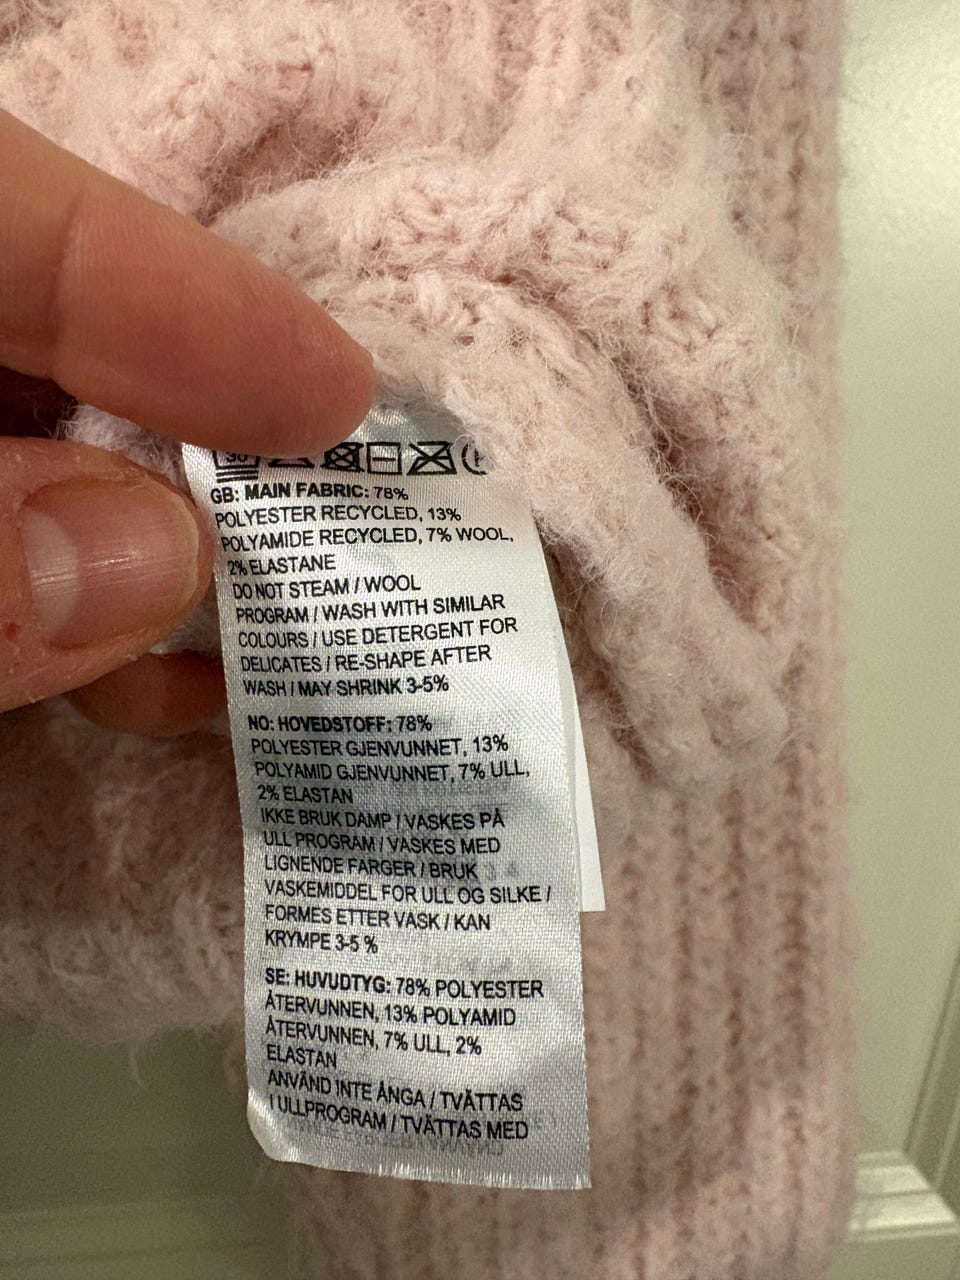 30
GB: MAIN FABRIC: 78%
POLYESTER RECYCLED, 13%
POLYAMIDE RECYCLED, 7% WOOL,
2% ELASTANE
DO NOT STEAM / WOOL
PROGRAM / WASH WITH SIMILAR
COLOURS / USE DETERGENT FOR
DELICATES / RE-SHAPE AFTER
WASH / MAY SHRINK 3-5%
NO: HOVEDSTOFF: 78%
POLYESTER GJENVUNNET, 13%
POLYAMID GJENVUNNET, 7% ULL,
2% ELASTAN
IKKE BRUK DAMP / VASKES PÅ
ULL PROGRAM / VASKES MED
LIGNENDE FARGER / BRUK
VASKEMIDDEL FOR ULL OG SILKE /
FORMES ETTER VASK / KAN
KRYMPE 3-5 %
SE: HUVUDTYG: 78% POLYESTER
ÅTERVUNNEN, 13% POLYAMID
ÅTERVUNNEN, 7% ULL, 2%
ELASTAN
ANVÄND INTE ÅNGA / TVÄTTAS
I ULLPROGRAM / TVÄTTAS MED